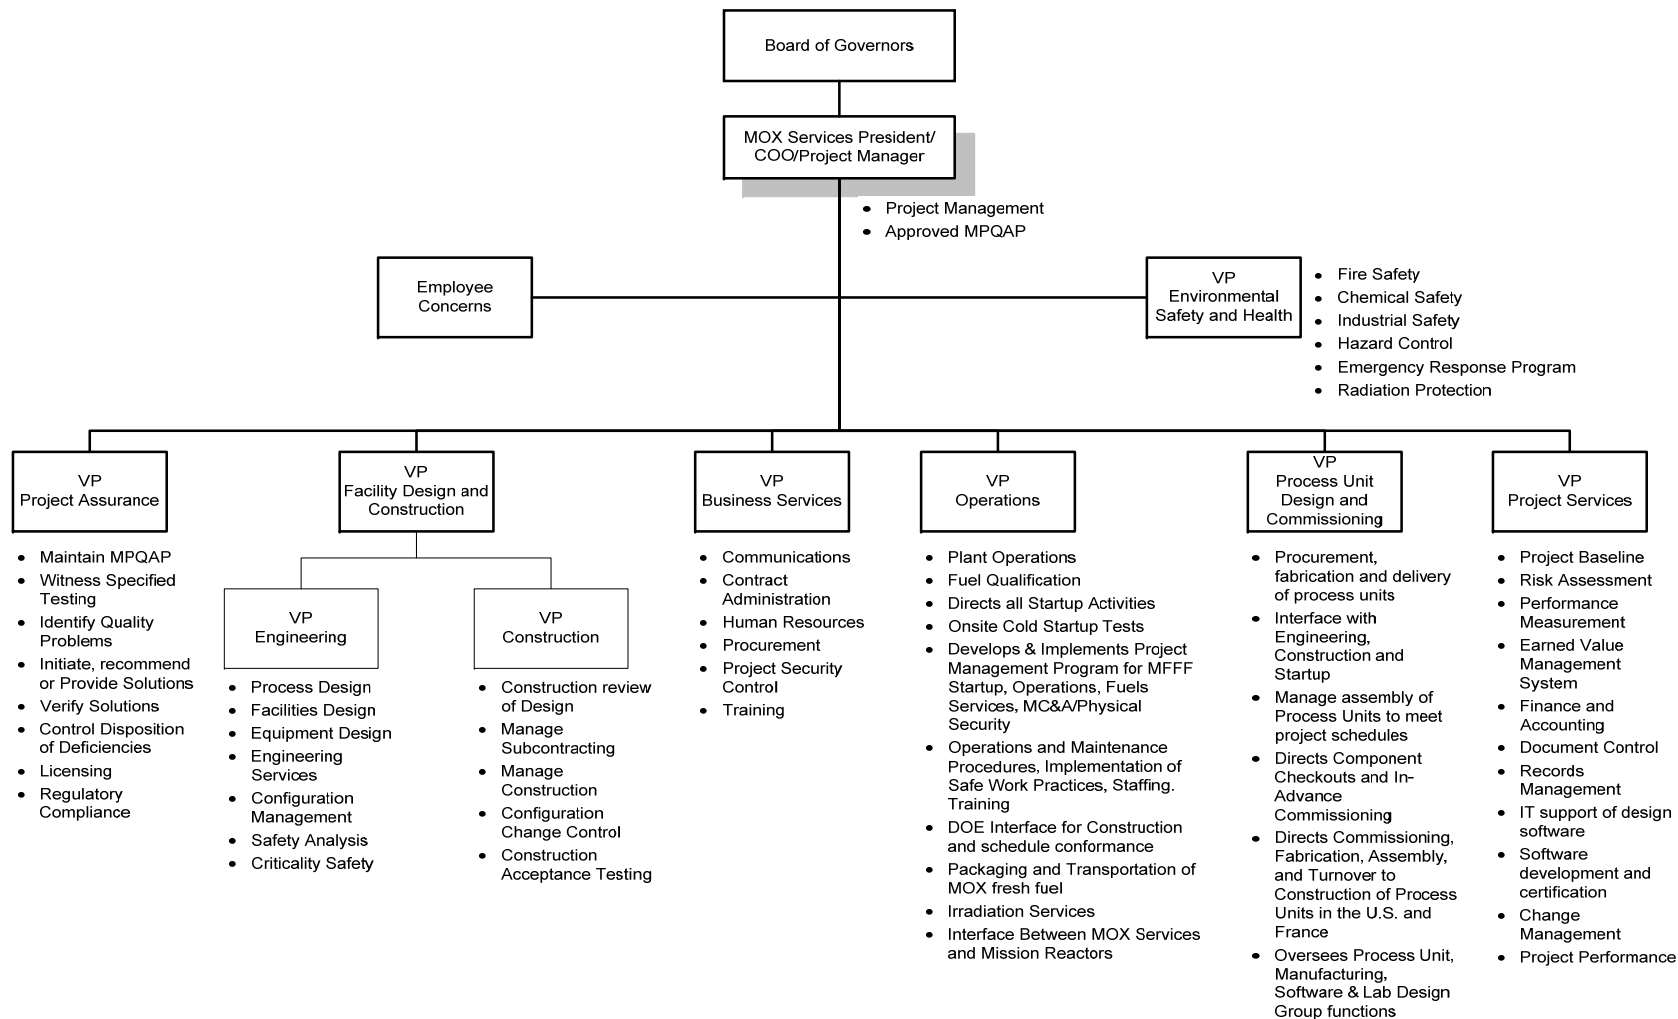 Board of Governors
MOX Services President/
COO/Project Manager
• Project Management
• Approved MPQAP
Employee
Concerns
VP
Environmental
Safety and Health
• Fire Safety
• Chemical Safety
• Industrial Safety
• Hazard Control
• Emergency Response Program
• Radiation Protection
VP
Project Assurance
• Maintain MPQAP
• Witness Specified
Testing
• Identify Quality
Problems
• Initiate, recommend
or Provide Solutions
• Verify Solutions
• Control Disposition
of Deficiencies
• Licensing
• Regulatory
Compliance
VP
Facility Design and
Construction
VP
Engineering
• Process Design
• Facilities Design
• Equipment Design
• Engineering
Services
• Configuration
Management
• Safety Analysis
• Criticality Safety
VP
Construction
• Construction review
of Design
• Manage
Subcontracting
• Manage
Construction
• Configuration
Change Control
• Construction
Acceptance Testing
VP
Business Services
• Communications
• Contract
Administration
• Human Resources
• Procurement
• Project Security
Control
• Training
VP
Operations
• Plant Operations
• Fuel Qualification
• Directs all Startup Activities
• Onsite Cold Startup Tests
• Develops & Implements Project
Management Program for MFFF
Startup, Operations, Fuels
Services, MC&A/Physical
Security
• Operations and Maintenance
Procedures, Implementation of
Safe Work Practices, Staffing.
Training
• DOE Interface for Construction
and schedule conformance
• Packaging and Transportation of
MOX fresh fuel
• Irradiation Services
• Interface Between MOX Services
and Mission Reactors
VP
Process Unit
Design and
Commissioning
• Procurement,
fabrication and delivery
of process units
• Interface with
Engineering,
Construction and
Startup
• Manage assembly of
Process Units to meet
project schedules
• Directs Component
Checkouts and In-
Advance
Commissioning
• Directs Commissioning,
Fabrication, Assembly,
and Turnover to
Construction of Process
Units in the U.S. and
France
• Oversees Process Unit,
Manufacturing,
Software & Lab Design
Group functions
VP
Project Services
• Project Baseline
• Risk Assessment
• Performance
Measurement
• Earned Value
Management
System
• Finance and
Accounting
• Document Control
• Records
Management
• IT support of design
software
• Software
development and
certification
• Change
Management
• Project Performance